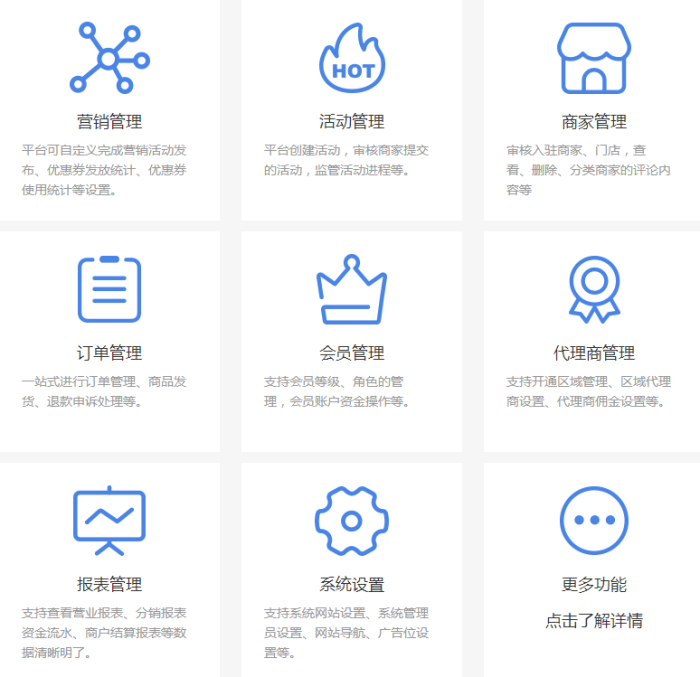 HOT
营销管理
活动管理
商家管理
平台可自定义完成营销活动发
布、优惠券发放统计、优惠券
使用统计等设置。
平台创建活动，审核商家提交
的活动，监管活动进程等。
审核入驻商家、门店，查
看、删除、分类商家的评论内
容等
订单管理
会员管理
代理商管理
一站式进行订单管理、商品发
货、退款申诉处理等。
支持会员等级、角色的管
理，会员账户资金操作等。
支持开通区域管理、区域代理
商设置、代理商佣金设置等。
报表管理
系统设置
更多功能
支持查看营业报表、分销报表
资金流水、商户结算报表等数
据清晰明了。
支持系统网站设置、系统管理
员设置、网站导航、广告位设
置等。
点击了解详情